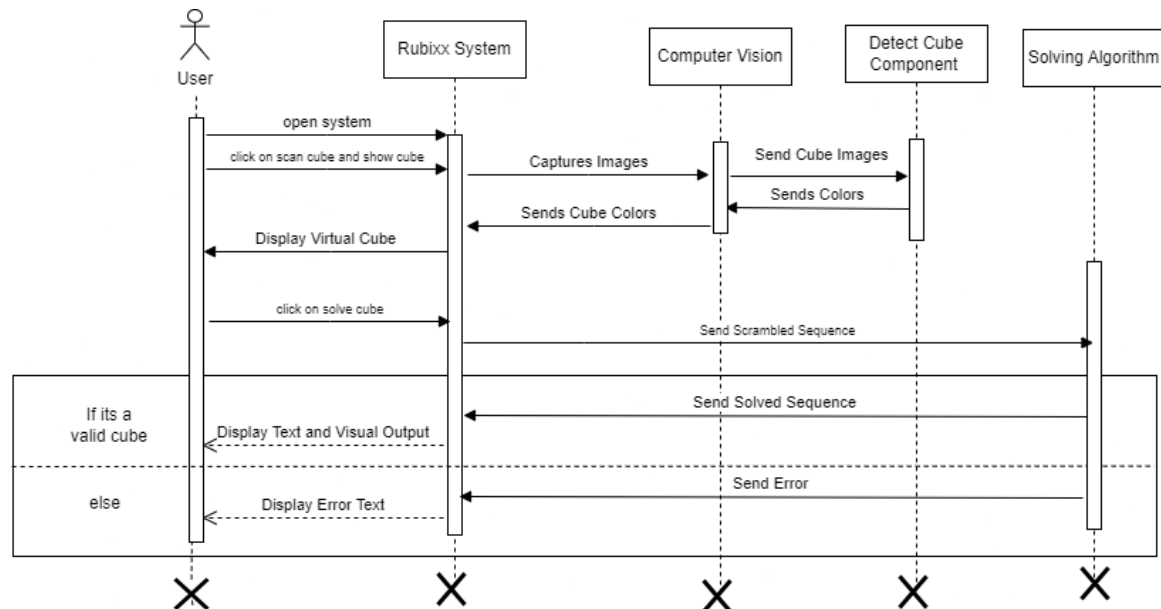 User
Rubixx System
Computer Vision
Detect Cube
Component
Solving Algorithm
open system
click on scan cube and show cube
Captures Images
Send Cube Images
Sends Colors
Sends Cube Colors
Display Virtual Cube
click on solve cube
Send Scrambled Sequence
If its a
valid cube
Send Solved Sequence
Display Text and Visual Output
else
Send Error
Display Error Text